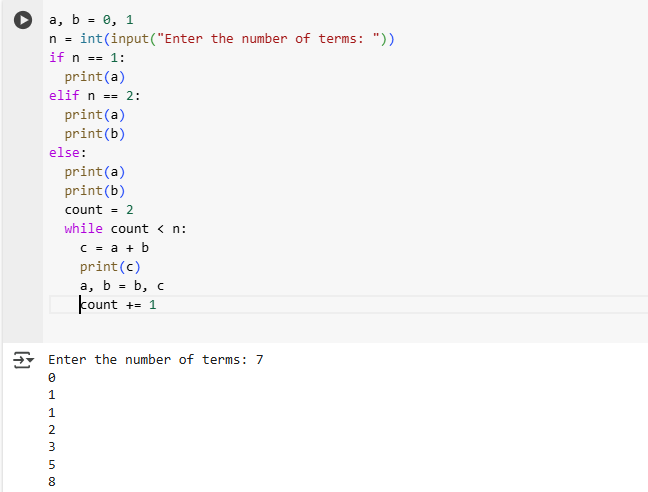 a, b = 0, 1
n = int(input("Enter the number of terms: "))
if n == 1:
  print(a)
elif n == 2:
  print(a)
  print(b)
else:
  print(a)
  print(b)
  count = 2
  while count < n:
    c = a + b
    print(c)
    a, b = b, c
    count += 1
Enter the number of terms: 7
0
1
1
2
3
5
8